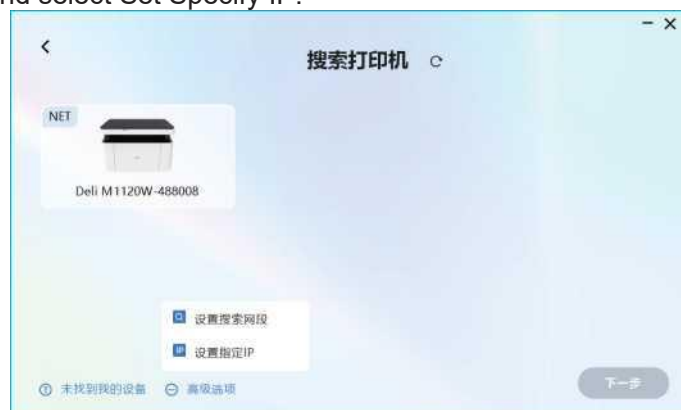 nd select Set Specify IP.
搜索打印机
NET
Deli M1120W-488008
设置搜索网段
IP 设置指定IP
未找到我的设备 高级选项
下一步